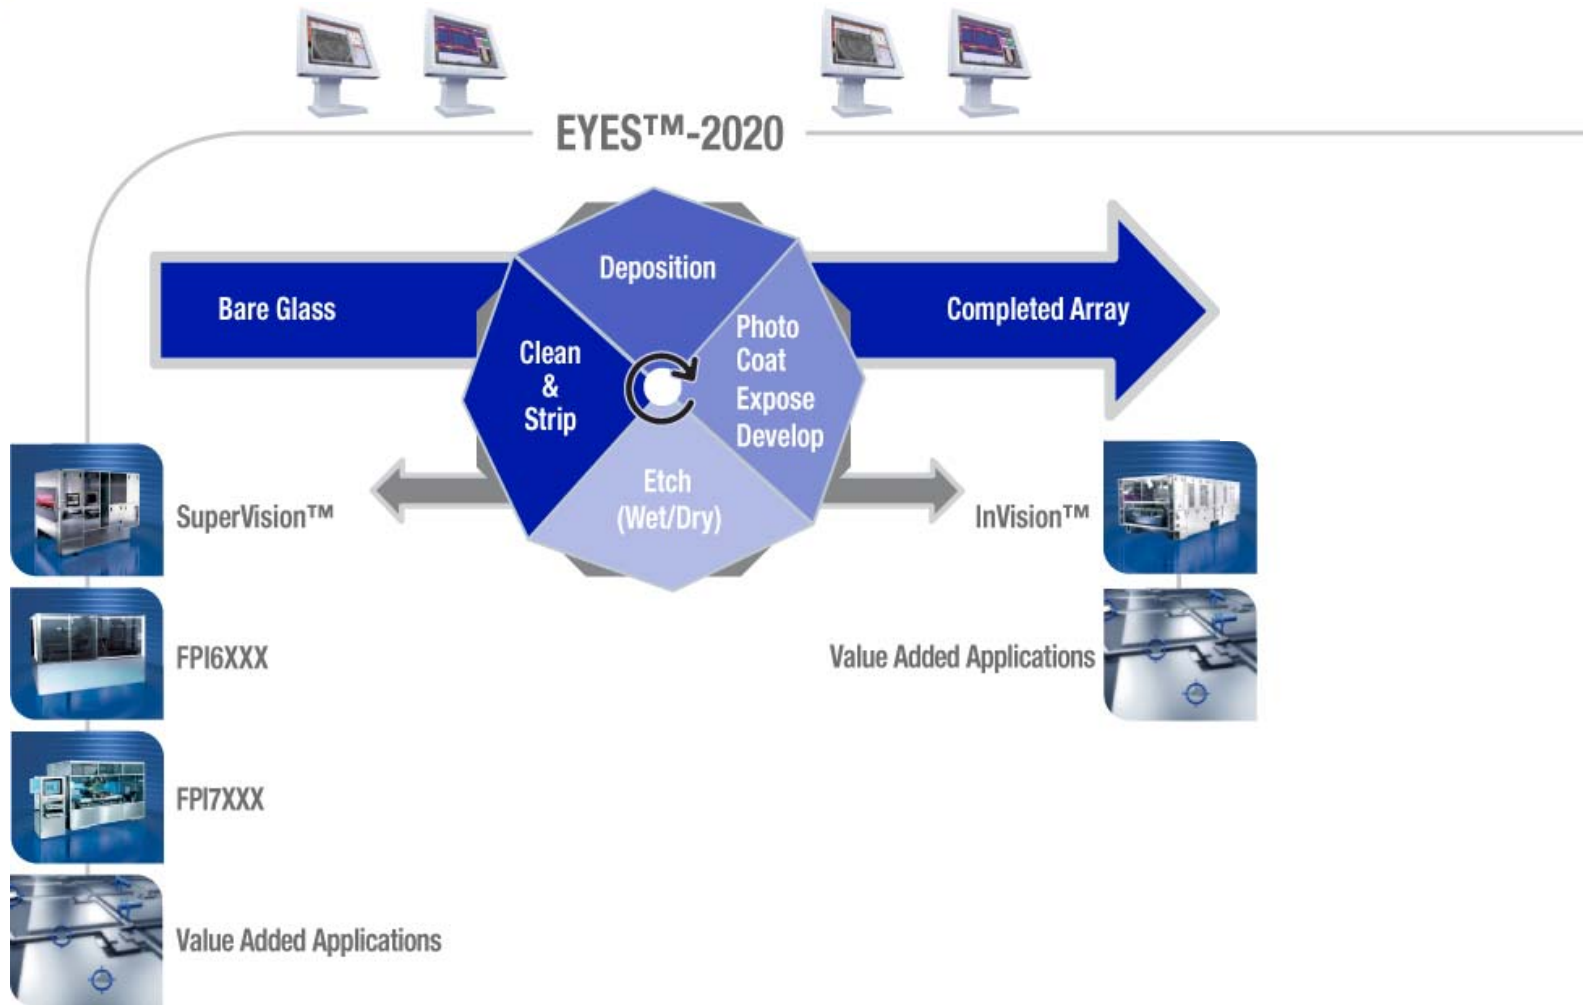 EYES™-2020
Bare Glass
Deposition
Clean
&
Strip
Photo
Coat
Expose
Develop
Etch
(Wet/Dry)
Completed Array
SuperVision™
InVision™
FPI6XXX
Value Added Applications
FPI7XXX
Value Added Applications